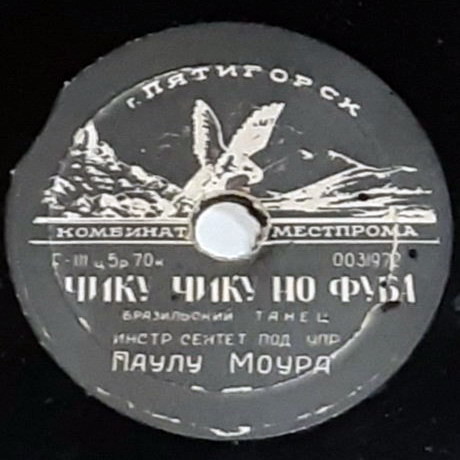 г. ПЯТИГОРСК
КОМБИНАТ МЕСТПРОМА
Г-III ц 5р 70к 0031972
ЧИКУ ЧИКУ НО ФУБА
БРАЗИЛЬСКИЙ ТАНЕЦ
ИНСТР СЕКТЕТ ПОД УПР
ПАУЛУ МОУРА